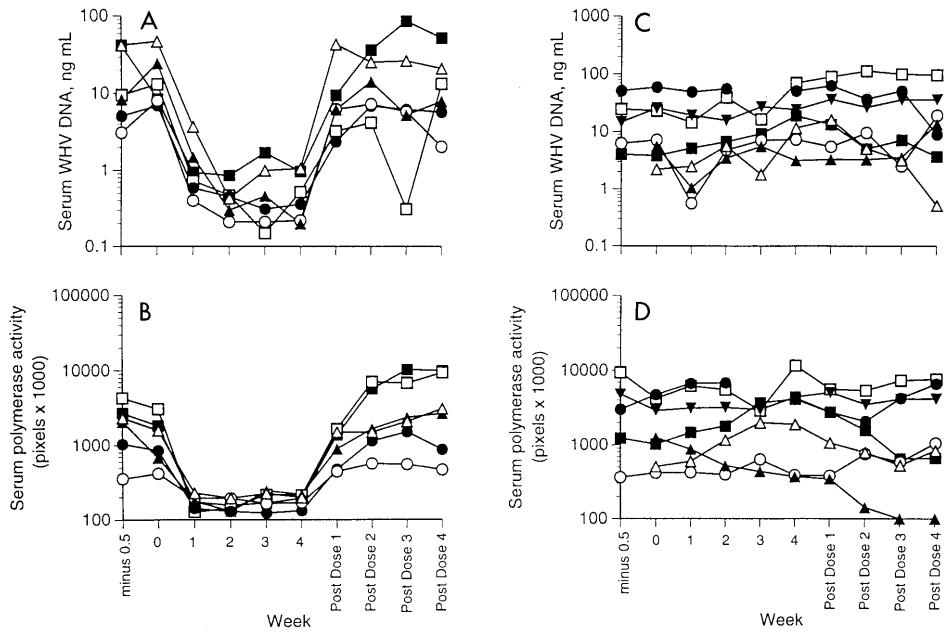 A
Serum WHV DNA, ng mL
100
10
1
0.1
C
Serum WHV DNA, ng mL
1000
100
10
1
0.1
B
Serum polymerase activity
(pixels x 1000)
100000
10000
1000
100
minus 0.5
0
1
2
3
4
Post Dose 1
Post Dose 2
Post Dose 3
Post Dose 4
Week
D
Serum polymerase activity
(pixels x 1000)
100000
10000
1000
100
minus 0.5
0
1
2
3
4
Post Dose 1
Post Dose 2
Post Dose 3
Post Dose 4
Week